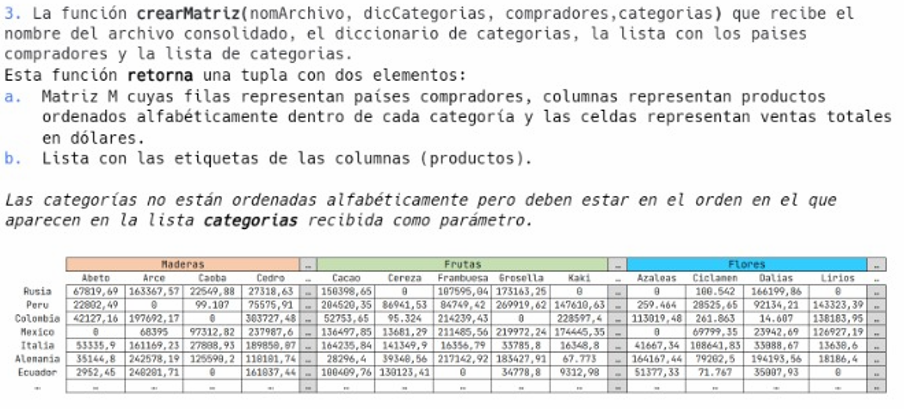 3. La función crearMatriz(nomArchivo, dicCategorias, compradores,categorias) que recibe el
nombre del archivo consolidado, el diccionario de categorias, la lista con los paises
compradores y la lista de categorias.
Esta función retorna una tupla con dos elementos:
a. Matriz M cuyas filas representan países compradores, columnas representan productos
ordenados alfabéticamente dentro de cada categoría y las celdas representan ventas totales
en dólares.
b. Lista con las etiquetas de las columnas (productos).
Las categorías no están ordenadas alfabéticamente pero deben estar en el orden en el que
aparecen en la lista categorias recibida como parámetro.
Maderas … Frutas … Flores …
Abeto Arce Caoba Cedro … Cacao Cereza Frambuesa Grosella Kaki … Azaleas Ciclamen Dalias Lirios …
Rusia 67819,69 163367,57 22549,88 27318,63 … 150398,65 0 107595,04 173163,25 0 … 0 100.542 166199,86 0 …
Peru 22802,49 0 99.107 75575,91 … 204520,35 86941,53 84749,42 269919,62 147610,63 … 259.464 28525,65 92134,21 143323,39 …
Colombia 42127,16 197692,17 0 303727,48 … 52753,65 95.324 214239,43 0 228597,4 … 113019,48 261.863 14.607 138183,95 …
Mexico 0 68395 97312,82 237987,6 … 136497,85 13681,29 211485,56 219972,24 174445,35 … 0 69799,35 23942,69 126927,19 …
Italia 53335,9 161169,23 27808,93 189850,07 … 164235,84 141349,9 16356,79 33785,8 16348,8 … 41667,34 108641,83 33088,67 13630,6 …
Alemania 35144,8 242578,19 125590,2 110101,74 … 28296,4 39340,56 217142,92 183427,91 67.773 … 164167,44 79202,5 194193,56 18186,4 …
Ecuador 2952,45 240201,71 0 161037,44 … 100409,76 130123,41 0 34778,8 9312,98 … 51377,33 71.767 35007,93 0 …
… … … … … … … … … … … … … … … …